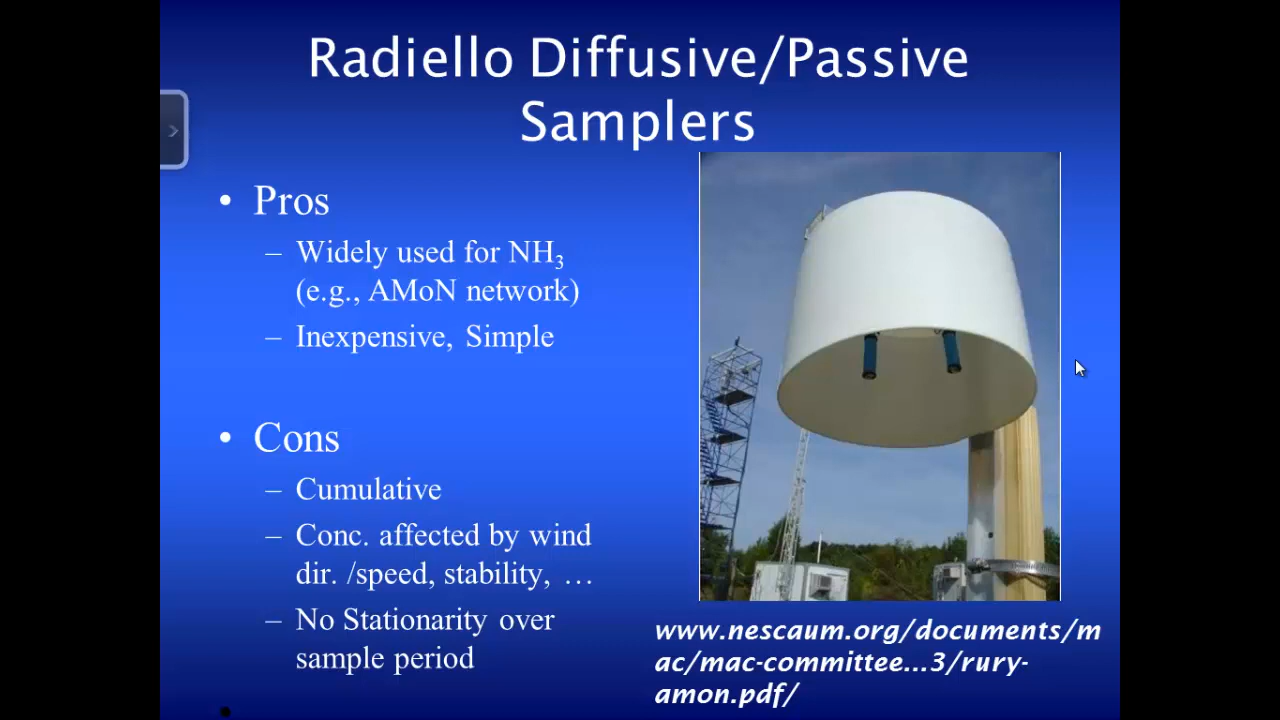 Radiello Diffusive/Passive
Samplers
• Pros
– Widely used for NH₃
(e.g., AMoN network)
– Inexpensive, Simple
• Cons
– Cumulative
– Conc. affected by wind
dir. /speed, stability, …
– No Stationarity over
sample period
www.nescaum.org/documents/m
ac/mac-committee...3/rury-
amon.pdf/